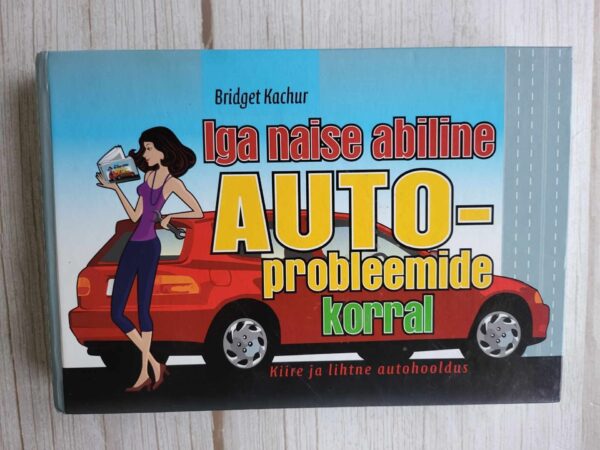 Bridget Kachur
Iga naise abiline
AUTO-
probleemide
korral
Kiire ja lihtne autohooldus